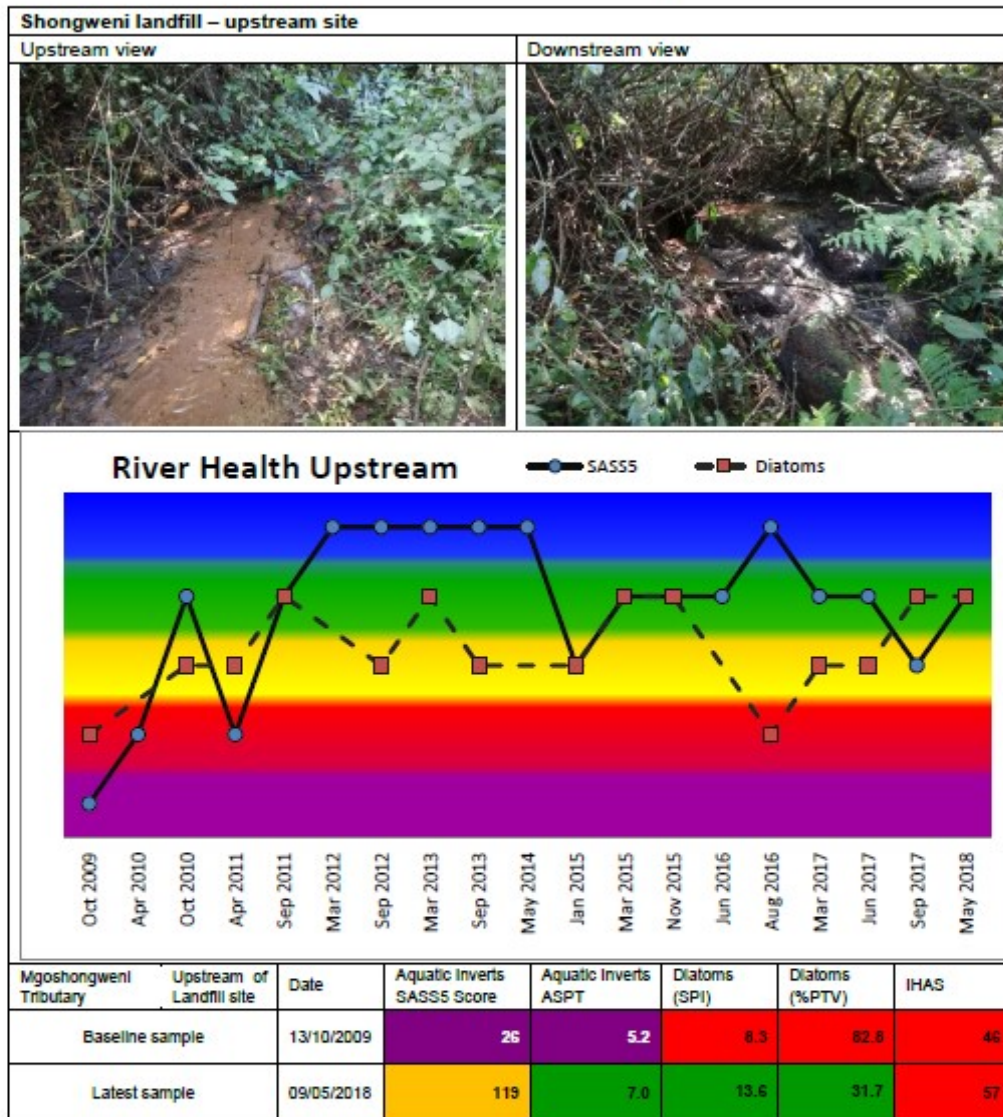 Shongweni landfill – upstream site
Upstream view
Downstream view
River Health Upstream
SASS5
Diatoms
Oct 2009
Apr 2010
Oct 2010
Apr 2011
Sep 2011
Mar 2012
Sep 2012
Mar 2013
Sep 2013
May 2014
Jan 2015
Mar 2015
Nov 2015
Jun 2016
Aug 2016
Mar 2017
Jun 2017
Sep 2017
May 2018
Mgoshongweni Tributary
Upstream of Landfill site
Date
Aquatic Inverts SASS5 Score
Aquatic Inverts ASPT
Diatoms (SPI)
Diatoms (%PTV)
IHAS
Baseline sample 13/10/2009 26 5.2 8.3 82.8 46
Latest sample 09/05/2018 119 7.0 13.6 31.7 57